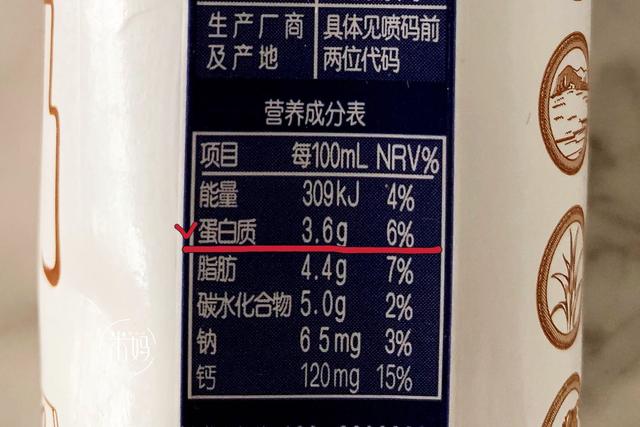 生产厂商 具体见喷码前
及产地 两位代码
营养成分表
项目 每100mL NRV%
能量 309kJ 4%
蛋白质 3.6g 6%
脂肪 4.4g 7%
碳水化合物 5.0g 2%
钠 65mg 3%
钙 120mg 15%